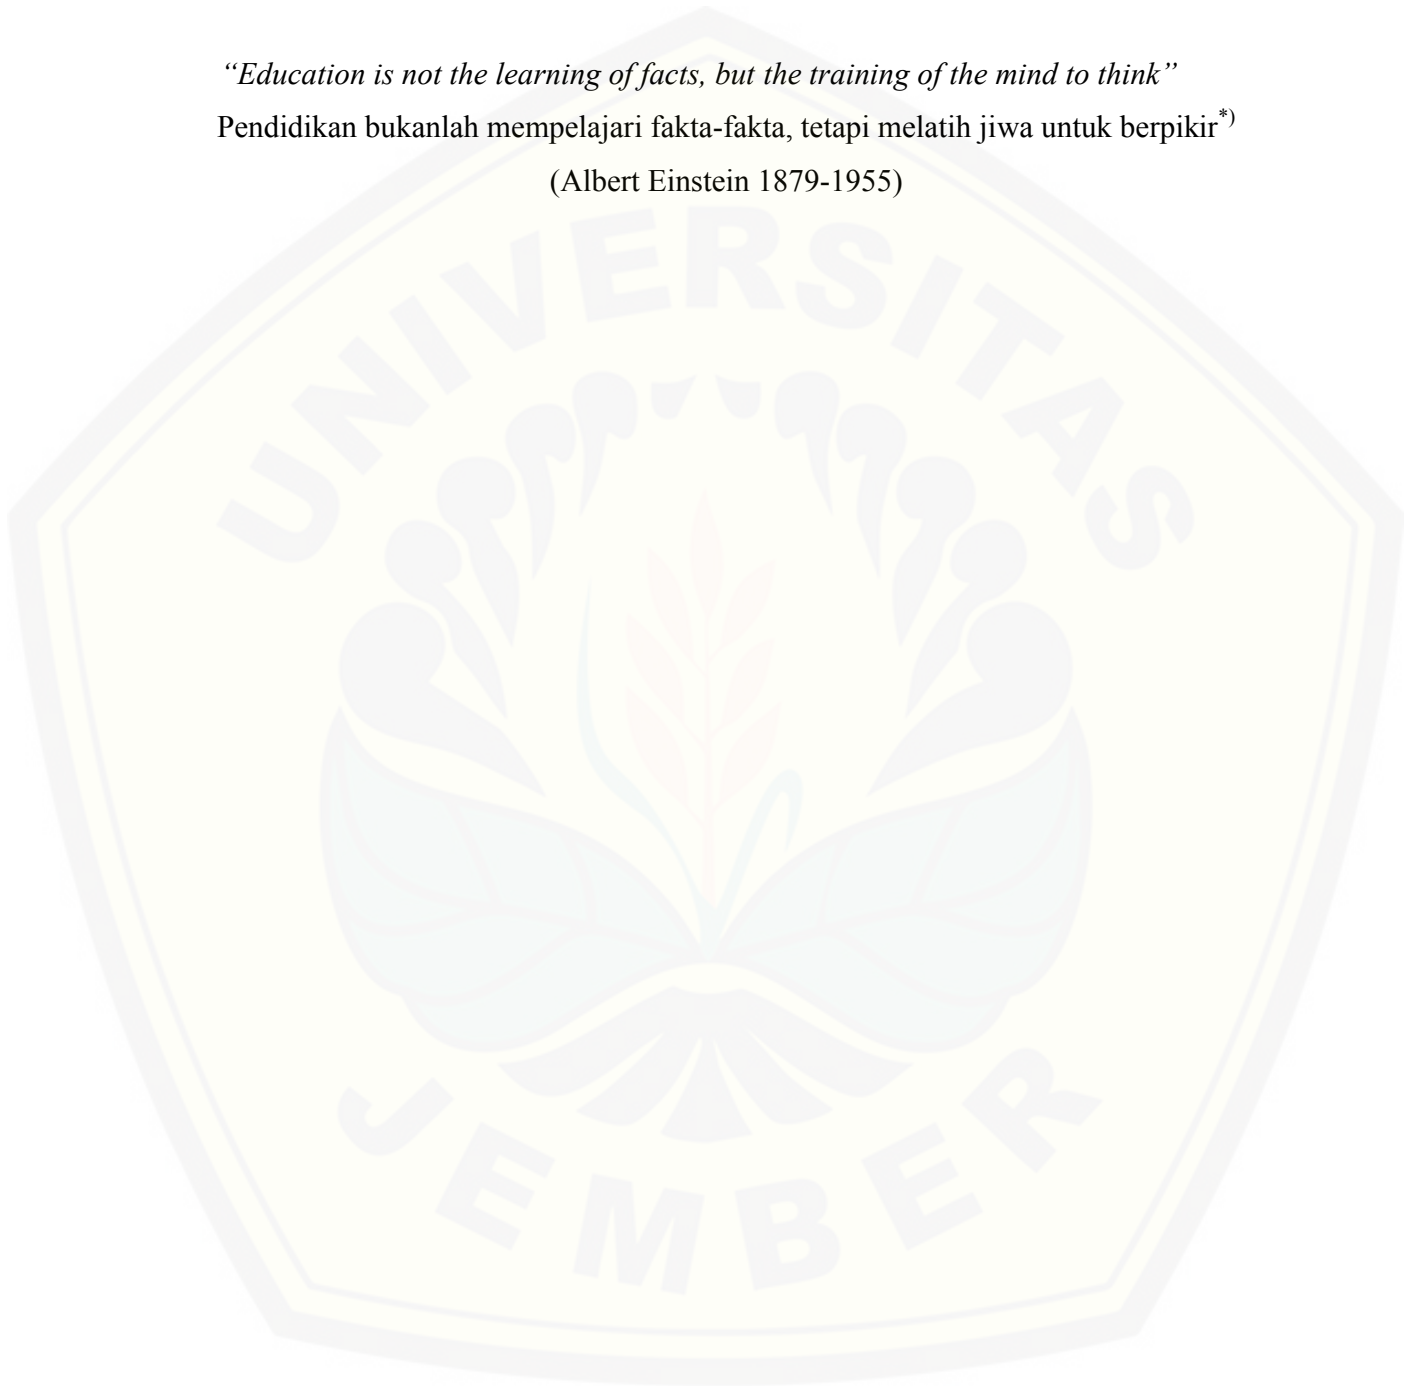 “Education is not the learning of facts, but the training of the mind to think”
Pendidikan bukanlah mempelajari fakta-fakta, tetapi melatih jiwa untuk berpikir*)
(Albert Einstein 1879-1955)
UNIVERSITAS
JEMBER